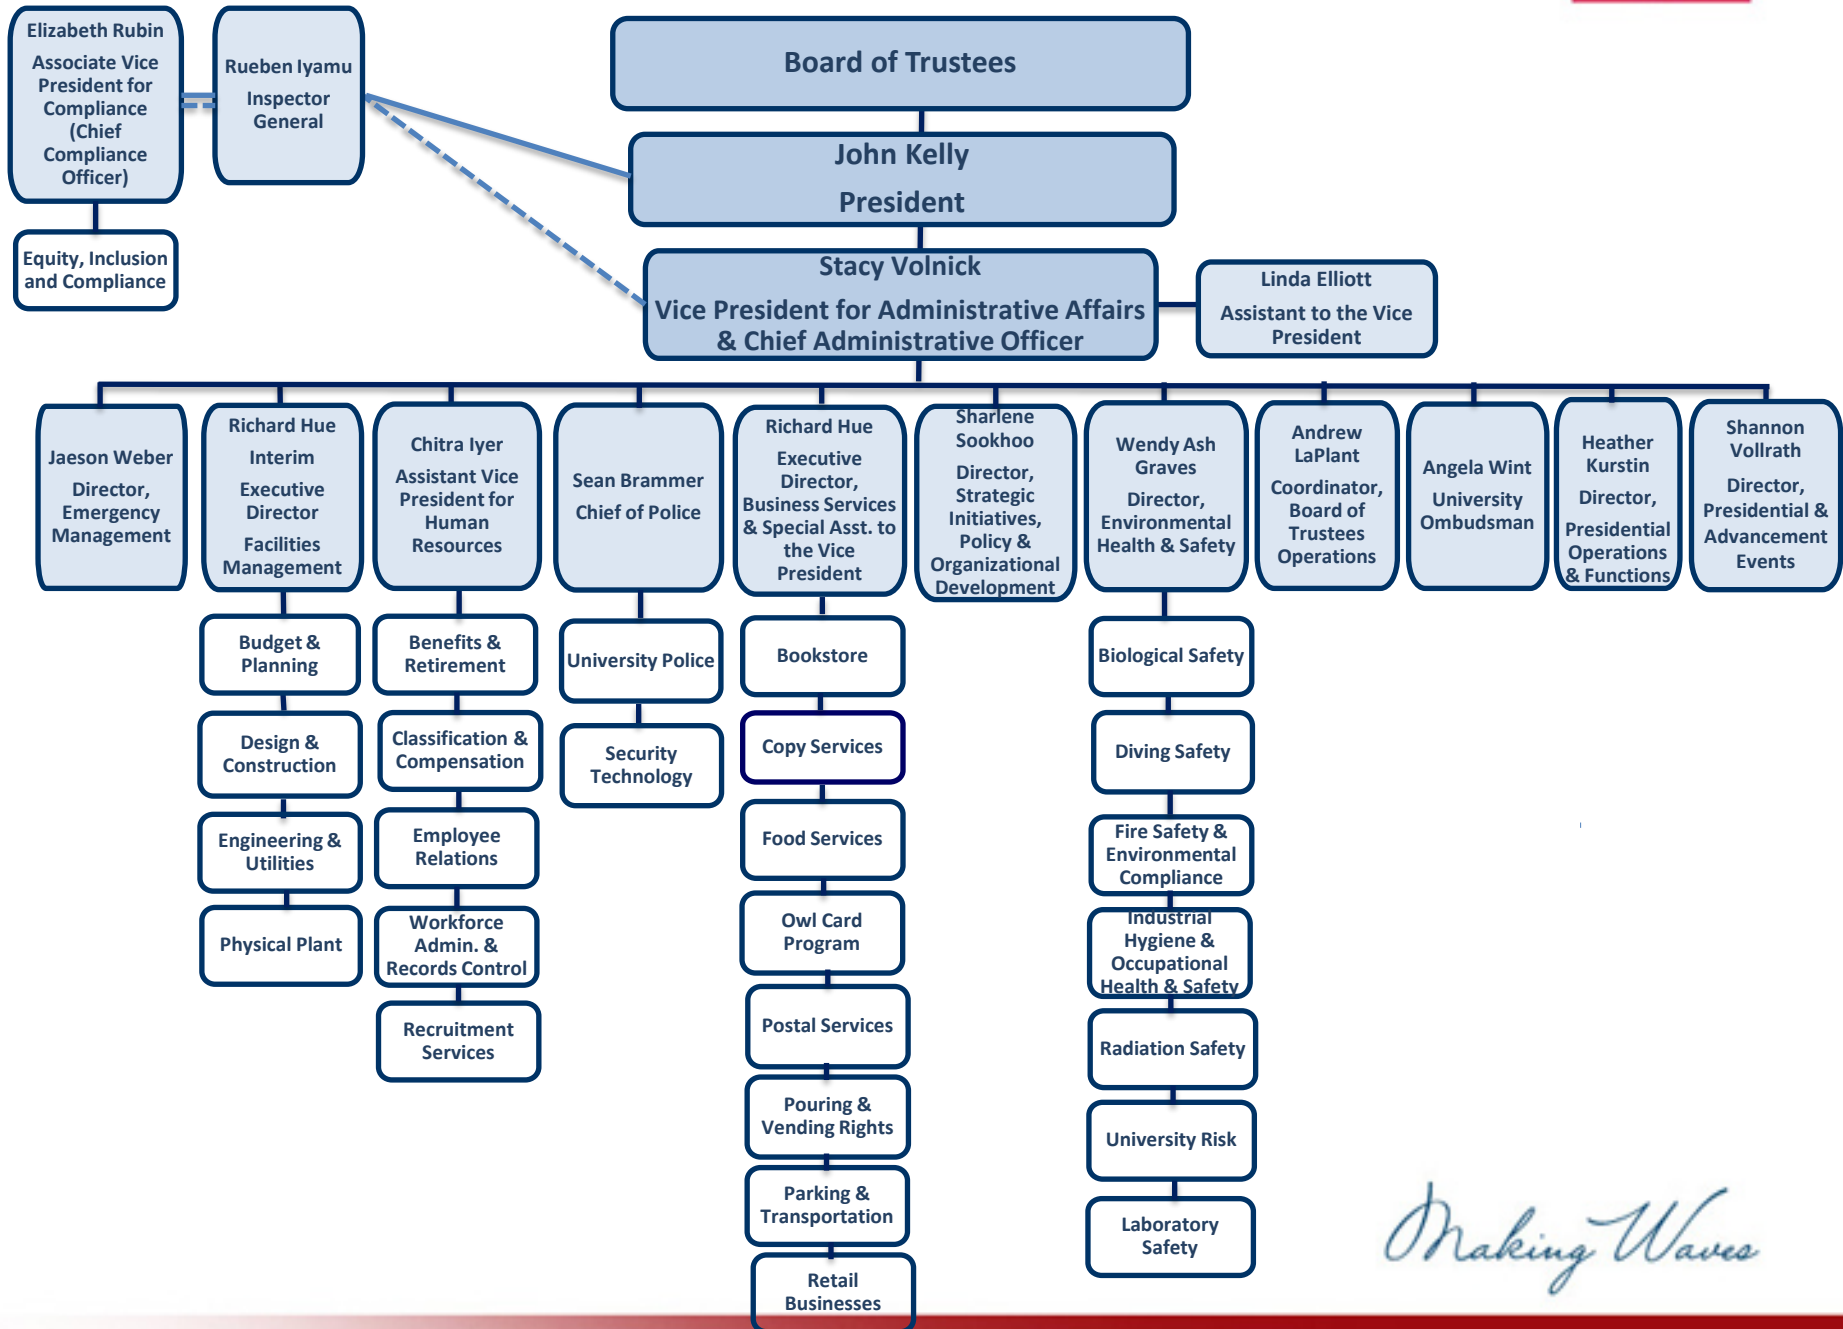 Elizabeth Rubin
Associate Vice
President for
Compliance
(Chief
Compliance
Officer)
Rueben Iyamu
Inspector
General
Board of Trustees
John Kelly
President
Equity, Inclusion
and Compliance
Stacy Volnick
Vice President for Administrative Affairs
& Chief Administrative Officer
Linda Elliott
Assistant to the Vice
President
Jaeson Weber
Director,
Emergency
Management
Richard Hue
Interim
Executive
Director
Facilities
Management
Chitra Iyer
Assistant Vice
President for
Human
Resources
Sean Brammer
Chief of Police
Richard Hue
Executive
Director,
Business Services
& Special Asst. to
the Vice
President
Sharlene
Sookhoo
Director,
Strategic
Initiatives,
Policy &
Organizational
Development
Wendy Ash
Graves
Director,
Environmental
Health & Safety
Andrew
LaPlant
Coordinator,
Board of
Trustees
Operations
Angela Wint
University
Ombudsman
Heather
Kurstin
Director,
Presidential
Operations
& Functions
Shannon
Vollrath
Director,
Presidential &
Advancement
Events
Budget &
Planning
Design &
Construction
Engineering &
Utilities
Physical Plant
Benefits &
Retirement
Classification &
Compensation
Employee
Relations
Workforce
Admin. &
Records Control
Recruitment
Services
University Police
Security
Technology
Bookstore
Copy Services
Food Services
Owl Card
Program
Postal Services
Pouring &
Vending Rights
Parking &
Transportation
Retail
Businesses
Biological Safety
Diving Safety
Fire Safety &
Environmental
Compliance
Industrial
Hygiene &
Occupational
Health & Safety
Radiation Safety
University Risk
Laboratory
Safety
Making Waves